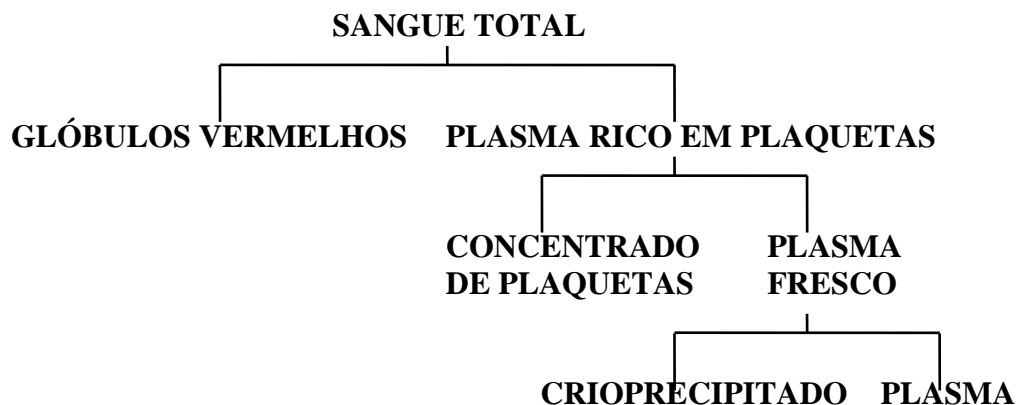 SANGUE TOTAL
GLÓBULOS VERMELHOS PLASMA RICO EM PLAQUETAS
CONCENTRADO PLASMA
DE PLAQUETAS FRESCO
CRIOPRECIPITADO PLASMA